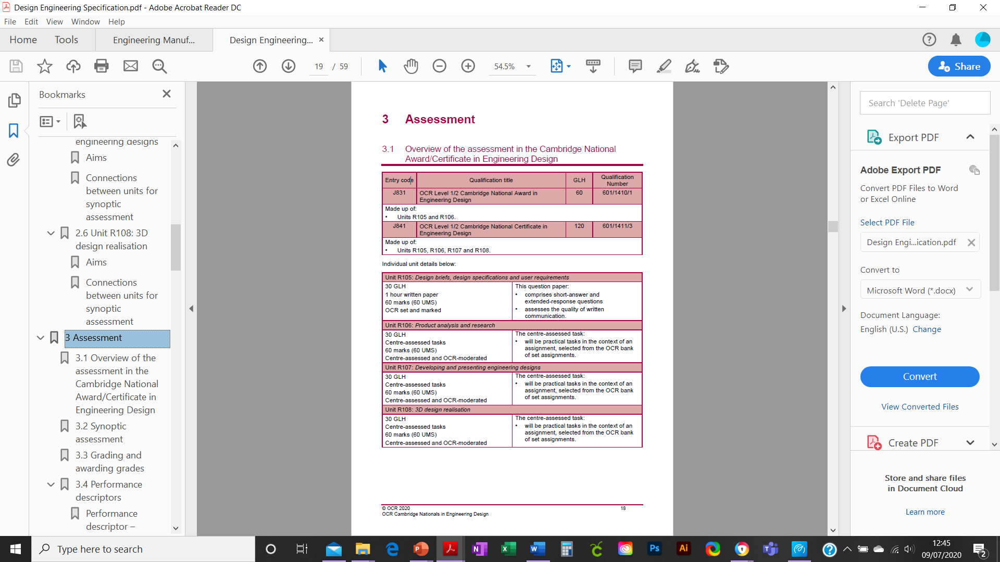 Design Engineering Specification.pdf - Adobe Acrobat Reader DC
File Edit View Window Help
Home Tools Engineering Manuf... Design Engineering...
19 / 59 54.5% Share
Bookmarks
engineering designs
Aims
Connections
between units for
synoptic
assessment
2.6 Unit R108: 3D
design realisation
Aims
Connections
between units for
synoptic
assessment
3 Assessment
3.1 Overview of the
assessment in the
Cambridge National
Award/Certificate in
Engineering Design
3.2 Synoptic
assessment
3.3 Grading and
awarding grades
3.4 Performance
descriptors
Performance
descriptor –
3 Assessment
3.1 Overview of the assessment in the Cambridge National
Award/Certificate in Engineering Design
Entry code Qualification title GLH Qualification
Number
J831 OCR Level 1/2 Cambridge National Award in
Engineering Design 60 601/1410/1
Made up of:
• Units R105 and R106.
J841 OCR Level 1/2 Cambridge National Certificate in
Engineering Design 120 601/1411/3
Made up of:
• Units R105, R106, R107 and R108.
Individual unit details below:
Unit R105: Design briefs, design specifications and user requirements
30 GLH
1 hour written paper
60 marks (60 UMS)
OCR set and marked
This question paper:
• comprises short-answer and
extended-response questions
• assesses the quality of written
communication.
Unit R106: Product analysis and research
30 GLH
Centre-assessed tasks
60 marks (60 UMS)
Centre-assessed and OCR-moderated
The centre-assessed task:
• will be practical tasks in the context of an
assignment, selected from the OCR bank
of set assignments.
Unit R107: Developing and presenting engineering designs
30 GLH
Centre-assessed tasks
60 marks (60 UMS)
Centre-assessed and OCR-moderated
The centre-assessed task:
• will be practical tasks in the context of an
assignment, selected from the OCR bank
of set assignments.
Unit R108: 3D design realisation
30 GLH
Centre-assessed tasks
60 marks (60 UMS)
Centre-assessed and OCR-moderated
The centre-assessed task:
• will be practical tasks in the context of an
assignment, selected from the OCR bank
of set assignments.
© OCR 2020 18
OCR Cambridge Nationals in Engineering Design
Search 'Delete Page'
Export PDF
Adobe Export PDF
Convert PDF Files to Word
or Excel Online
Select PDF File
Design Engi...ication.pdf
Convert to
Microsoft Word (*.docx)
Document Language:
English (U.S.) Change
Convert
View Converted Files
Create PDF
Store and share files
in Document Cloud
Learn more
Type here to search
Ps
Ai
12:45
09/07/2020
2